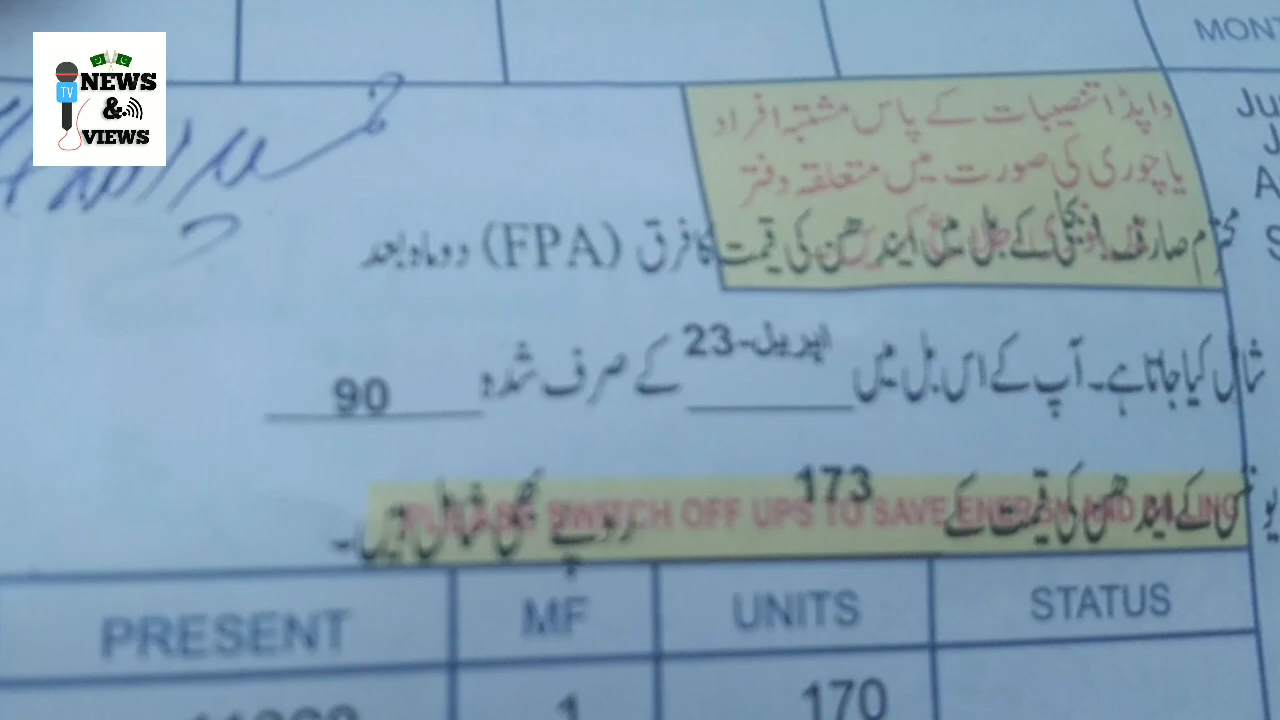 NEWS
&
TV
VIEWS
MONT
واپڈا تنصیبات کے پاس مشتبہ افراد
یا چوری کی صورت میں متعلقہ دفتر
محترم صارف بجلی کے بل میں ایندھن کی قیمت کا فرق (FPA) دو ماہ بعد
شامل کیا جاتا ہے۔ آپ کے اس بل میں اپریل-23 کے صرف شدہ 90
یونٹس کے ایندھن کی قیمت کے 173 روپے بھی شامل ہیں۔
PLEASE SWITCH OFF UPS TO SAVE ENERGY AND BILLING
PRESENT MF UNITS STATUS
1 170
Ju
J
A
S